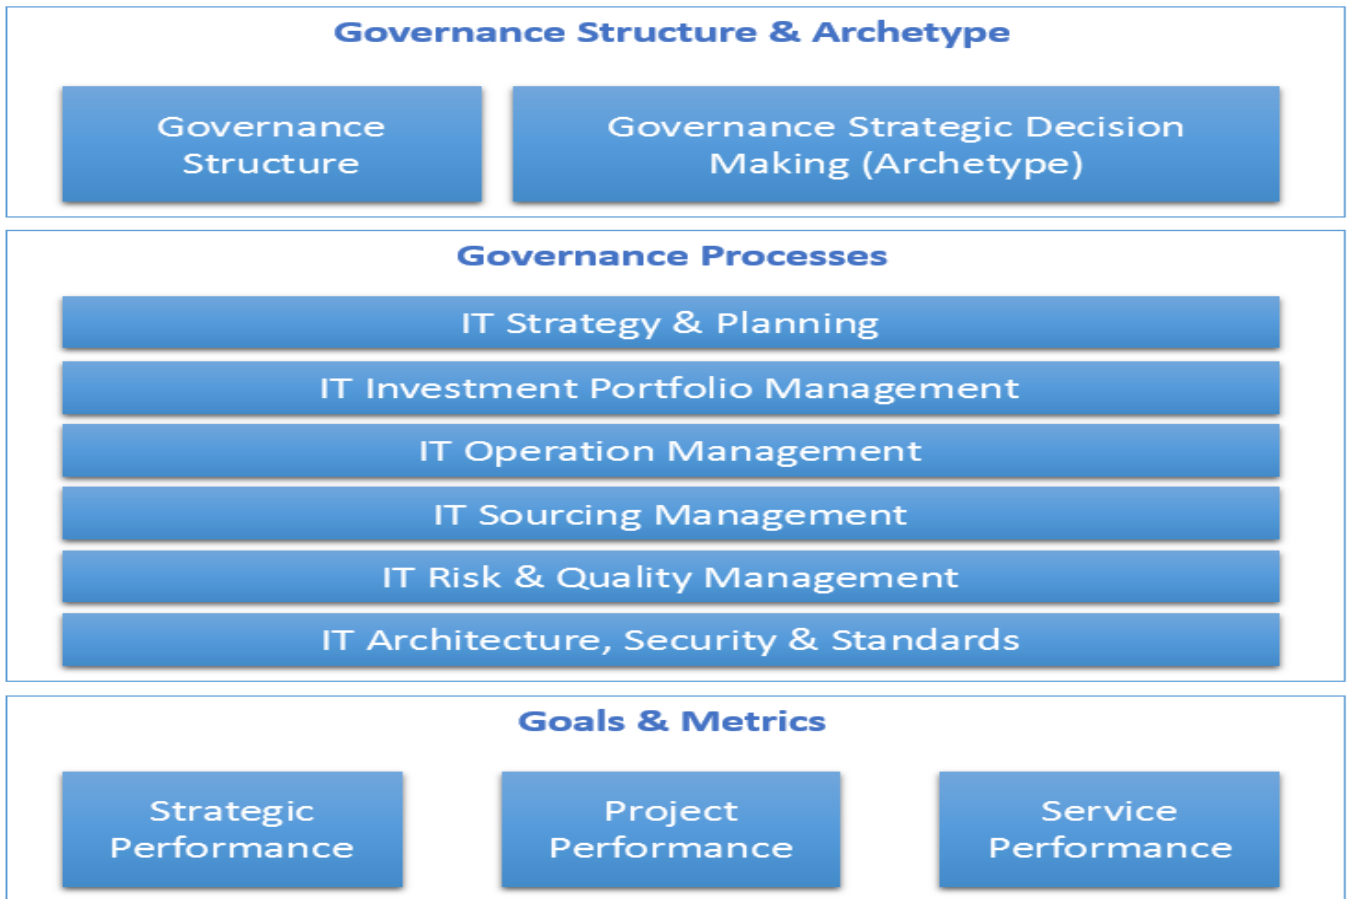 Governance Structure & Archetype
Governance
Structure
Governance Strategic Decision
Making (Archetype)
Governance Processes
IT Strategy & Planning
IT Investment Portfolio Management
IT Operation Management
IT Sourcing Management
IT Risk & Quality Management
IT Architecture, Security & Standards
Goals & Metrics
Strategic
Performance
Project
Performance
Service
Performance